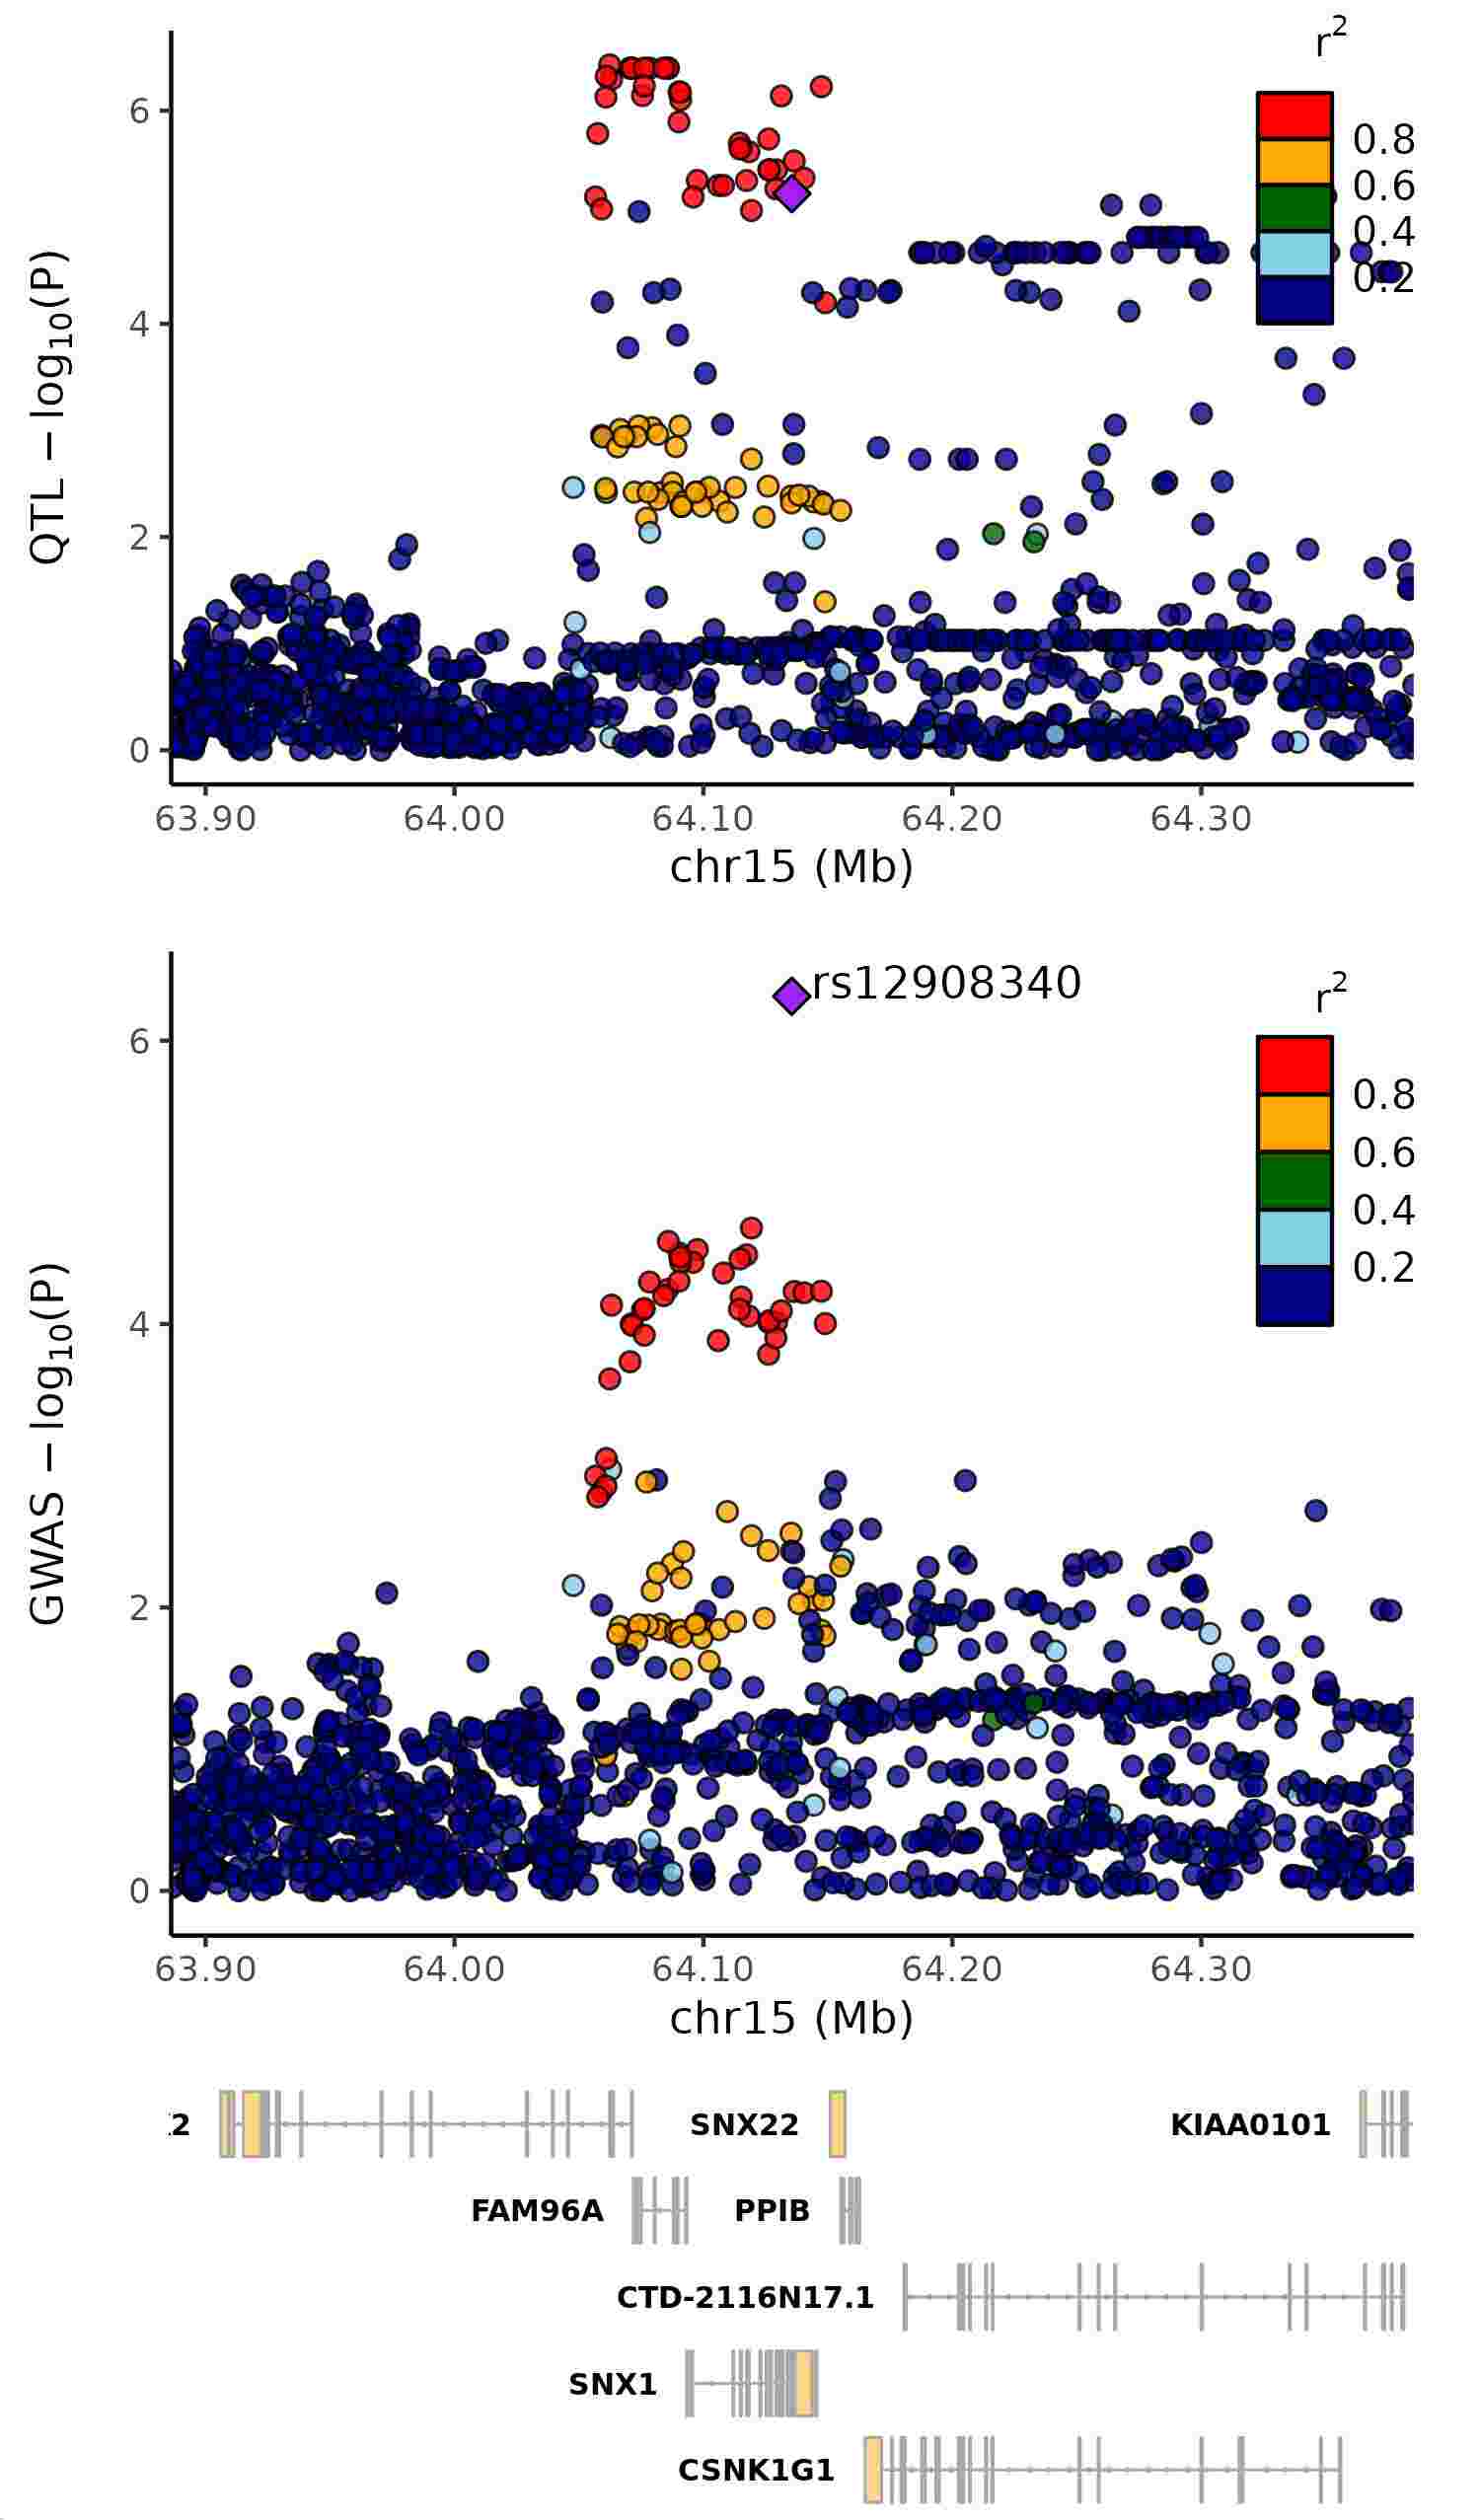 r²
6
4
2
0
QTL − log₁₀(P)
0.8
0.6
0.4
0.2
63.90 64.00 64.10 64.20 64.30
chr15 (Mb)
rs12908340
r²
6
4
2
0
GWAS − log₁₀(P)
0.8
0.6
0.4
0.2
63.90 64.00 64.10 64.20 64.30
chr15 (Mb)
2 SNX22 KIAA0101
FAM96A PPIB
CTD-2116N17.1
SNX1
CSNK1G1